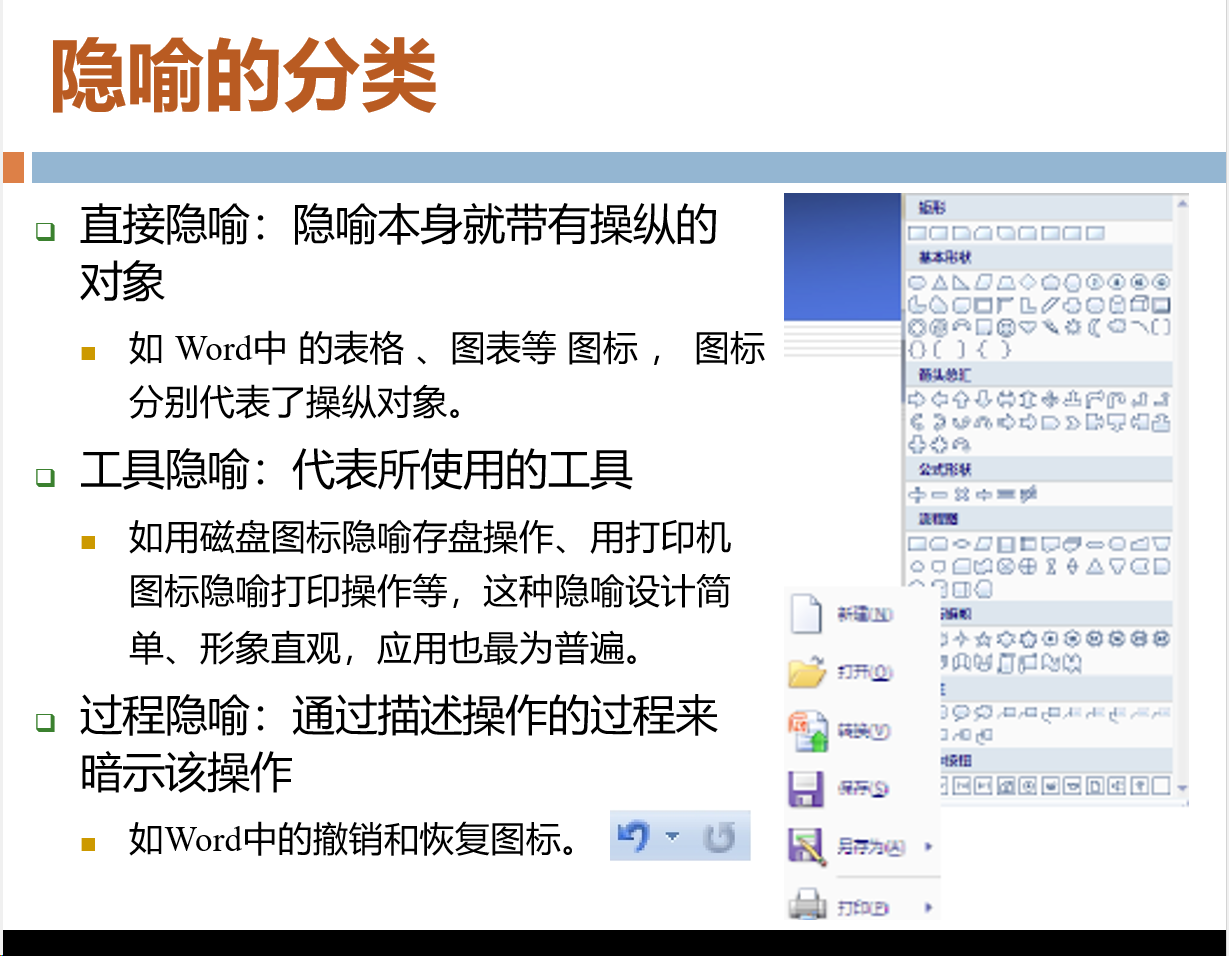 隐喻的分类
直接隐喻：隐喻本身就带有操纵的
对象
如 Word中 的表格 、图表等 图标 ， 图标
分别代表了操纵对象。
工具隐喻：代表所使用的工具
如用磁盘图标隐喻存盘操作、用打印机
图标隐喻打印操作等，这种隐喻设计简
单、形象直观，应用也最为普遍。
过程隐喻：通过描述操作的过程来
暗示该操作
如Word中的撤销和恢复图标。
矩形
基本形状
箭头总汇
公式形状
流程图
新建(N)
打开(O)
转换(V)
保存(S)
另存为(A)
打印(P)